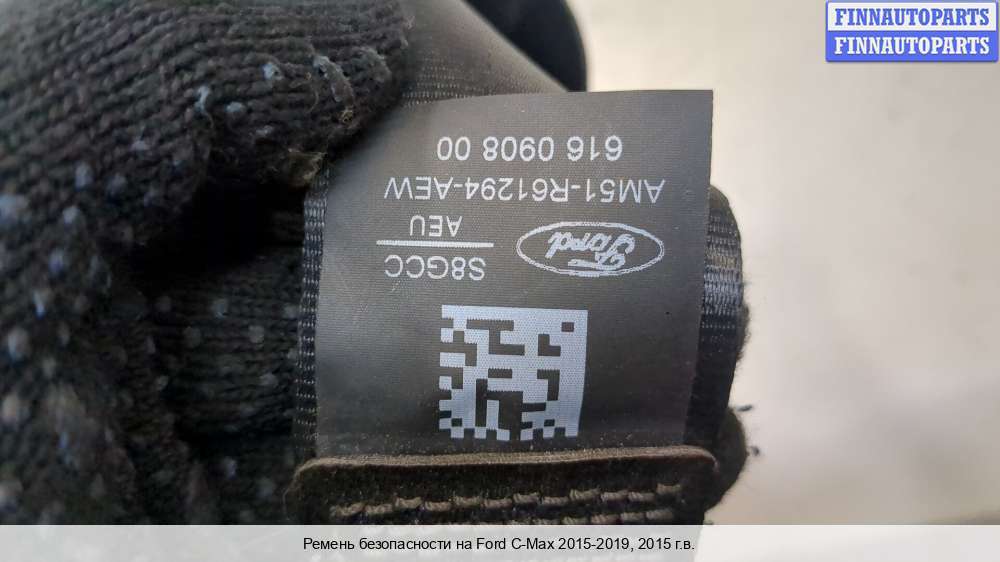 FINNAUTOPARTS
FINNAUTOPARTS
S8GCC
AEU
Ford
AM51-R61294-AEW
616 0908 00
Ремень безопасности на Ford C-Max 2015-2019, 2015 г.в.